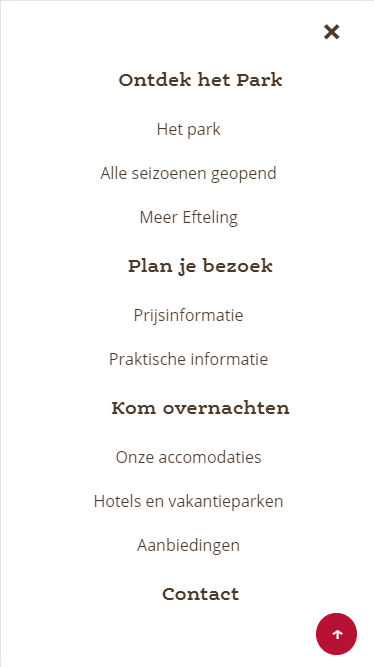 Ontdek het Park
Het park
Alle seizoenen geopend
Meer Efteling
Plan je bezoek
Prijsinformatie
Praktische informatie
Kom overnachten
Onze accomodaties
Hotels en vakantieparken
Aanbiedingen
Contact